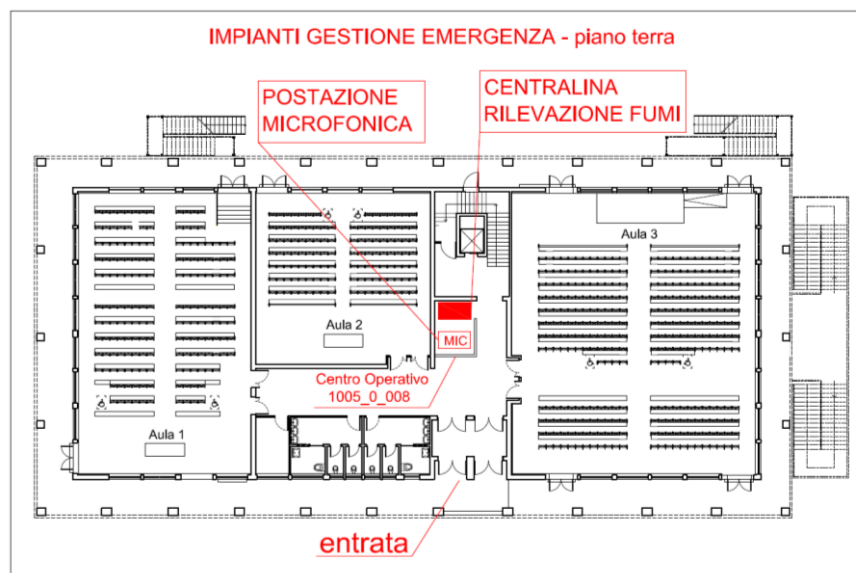 IMPIANTI GESTIONE EMERGENZA - piano terra
POSTAZIONE
MICROFONICA
CENTRALINA
RILEVAZIONE FUMI
Aula 3
Aula 2
MIC
Centro Operativo
1005_0_008
Aula 1
entrata